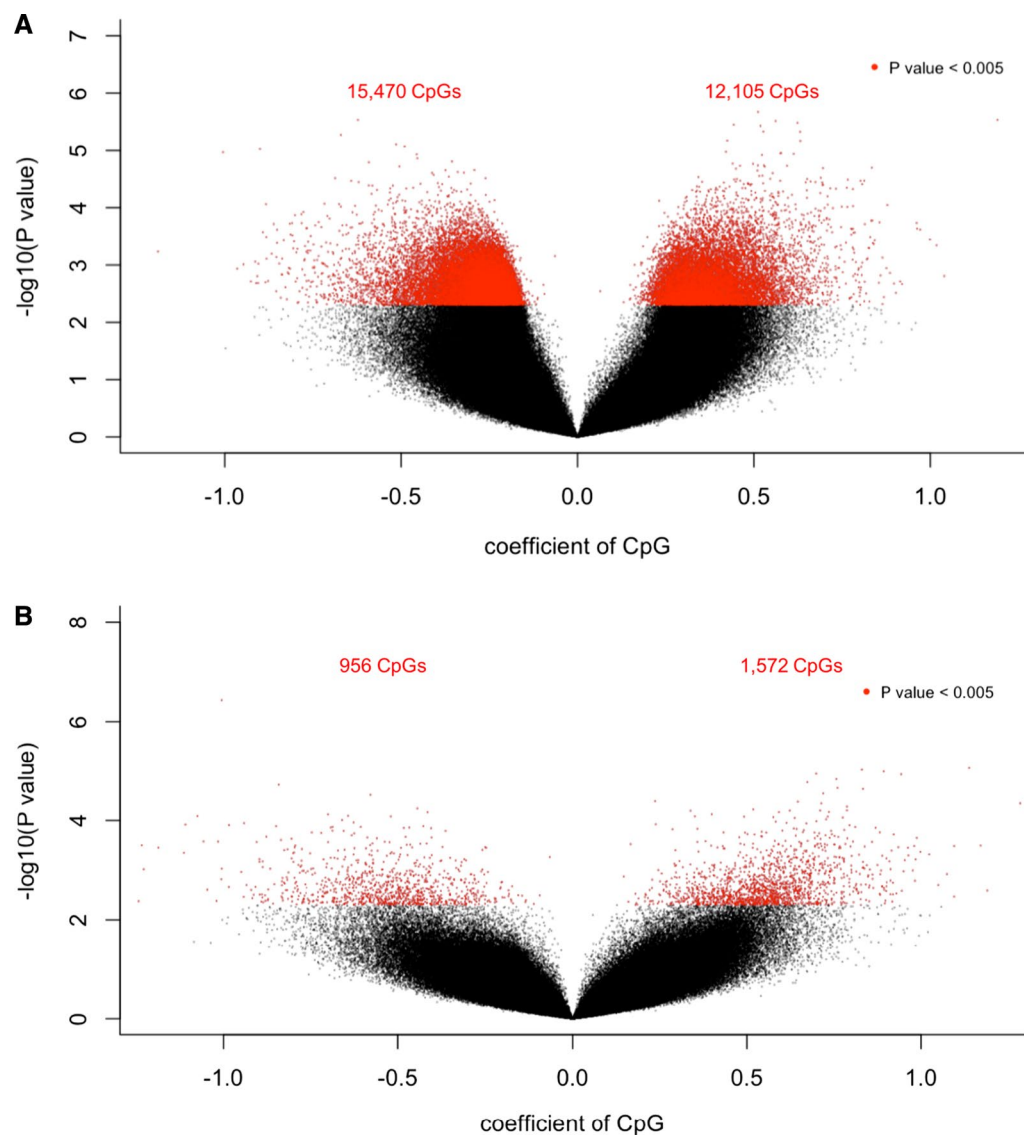 A
7
P value < 0.005
15,470 CpGs
12,105 CpGs
6
5
4
3
2
1
0
-log10(P value)
-1.0
-0.5
0.0
0.5
1.0
coefficient of CpG
B
8
956 CpGs
1,572 CpGs
P value < 0.005
6
4
2
0
-log10(P value)
-1.0
-0.5
0.0
0.5
1.0
coefficient of CpG